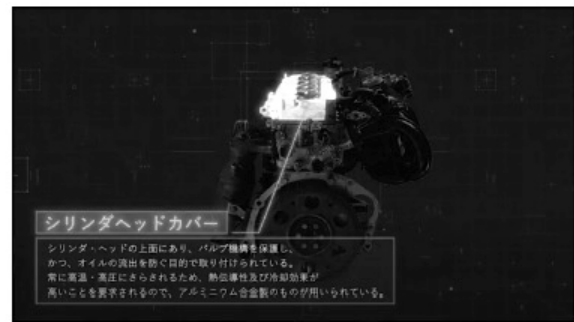 シリンダヘッドカバー
シリンダ・ヘッドの上面にあり、バルブ機構を保護し、
かつ、オイルの流出を防ぐ目的で取り付けられている。
常に高温・高圧にさらされるため、熱伝導性及び冷却効果が
高いことを要求されるので、アルミニウム合金製のものが用いられている。